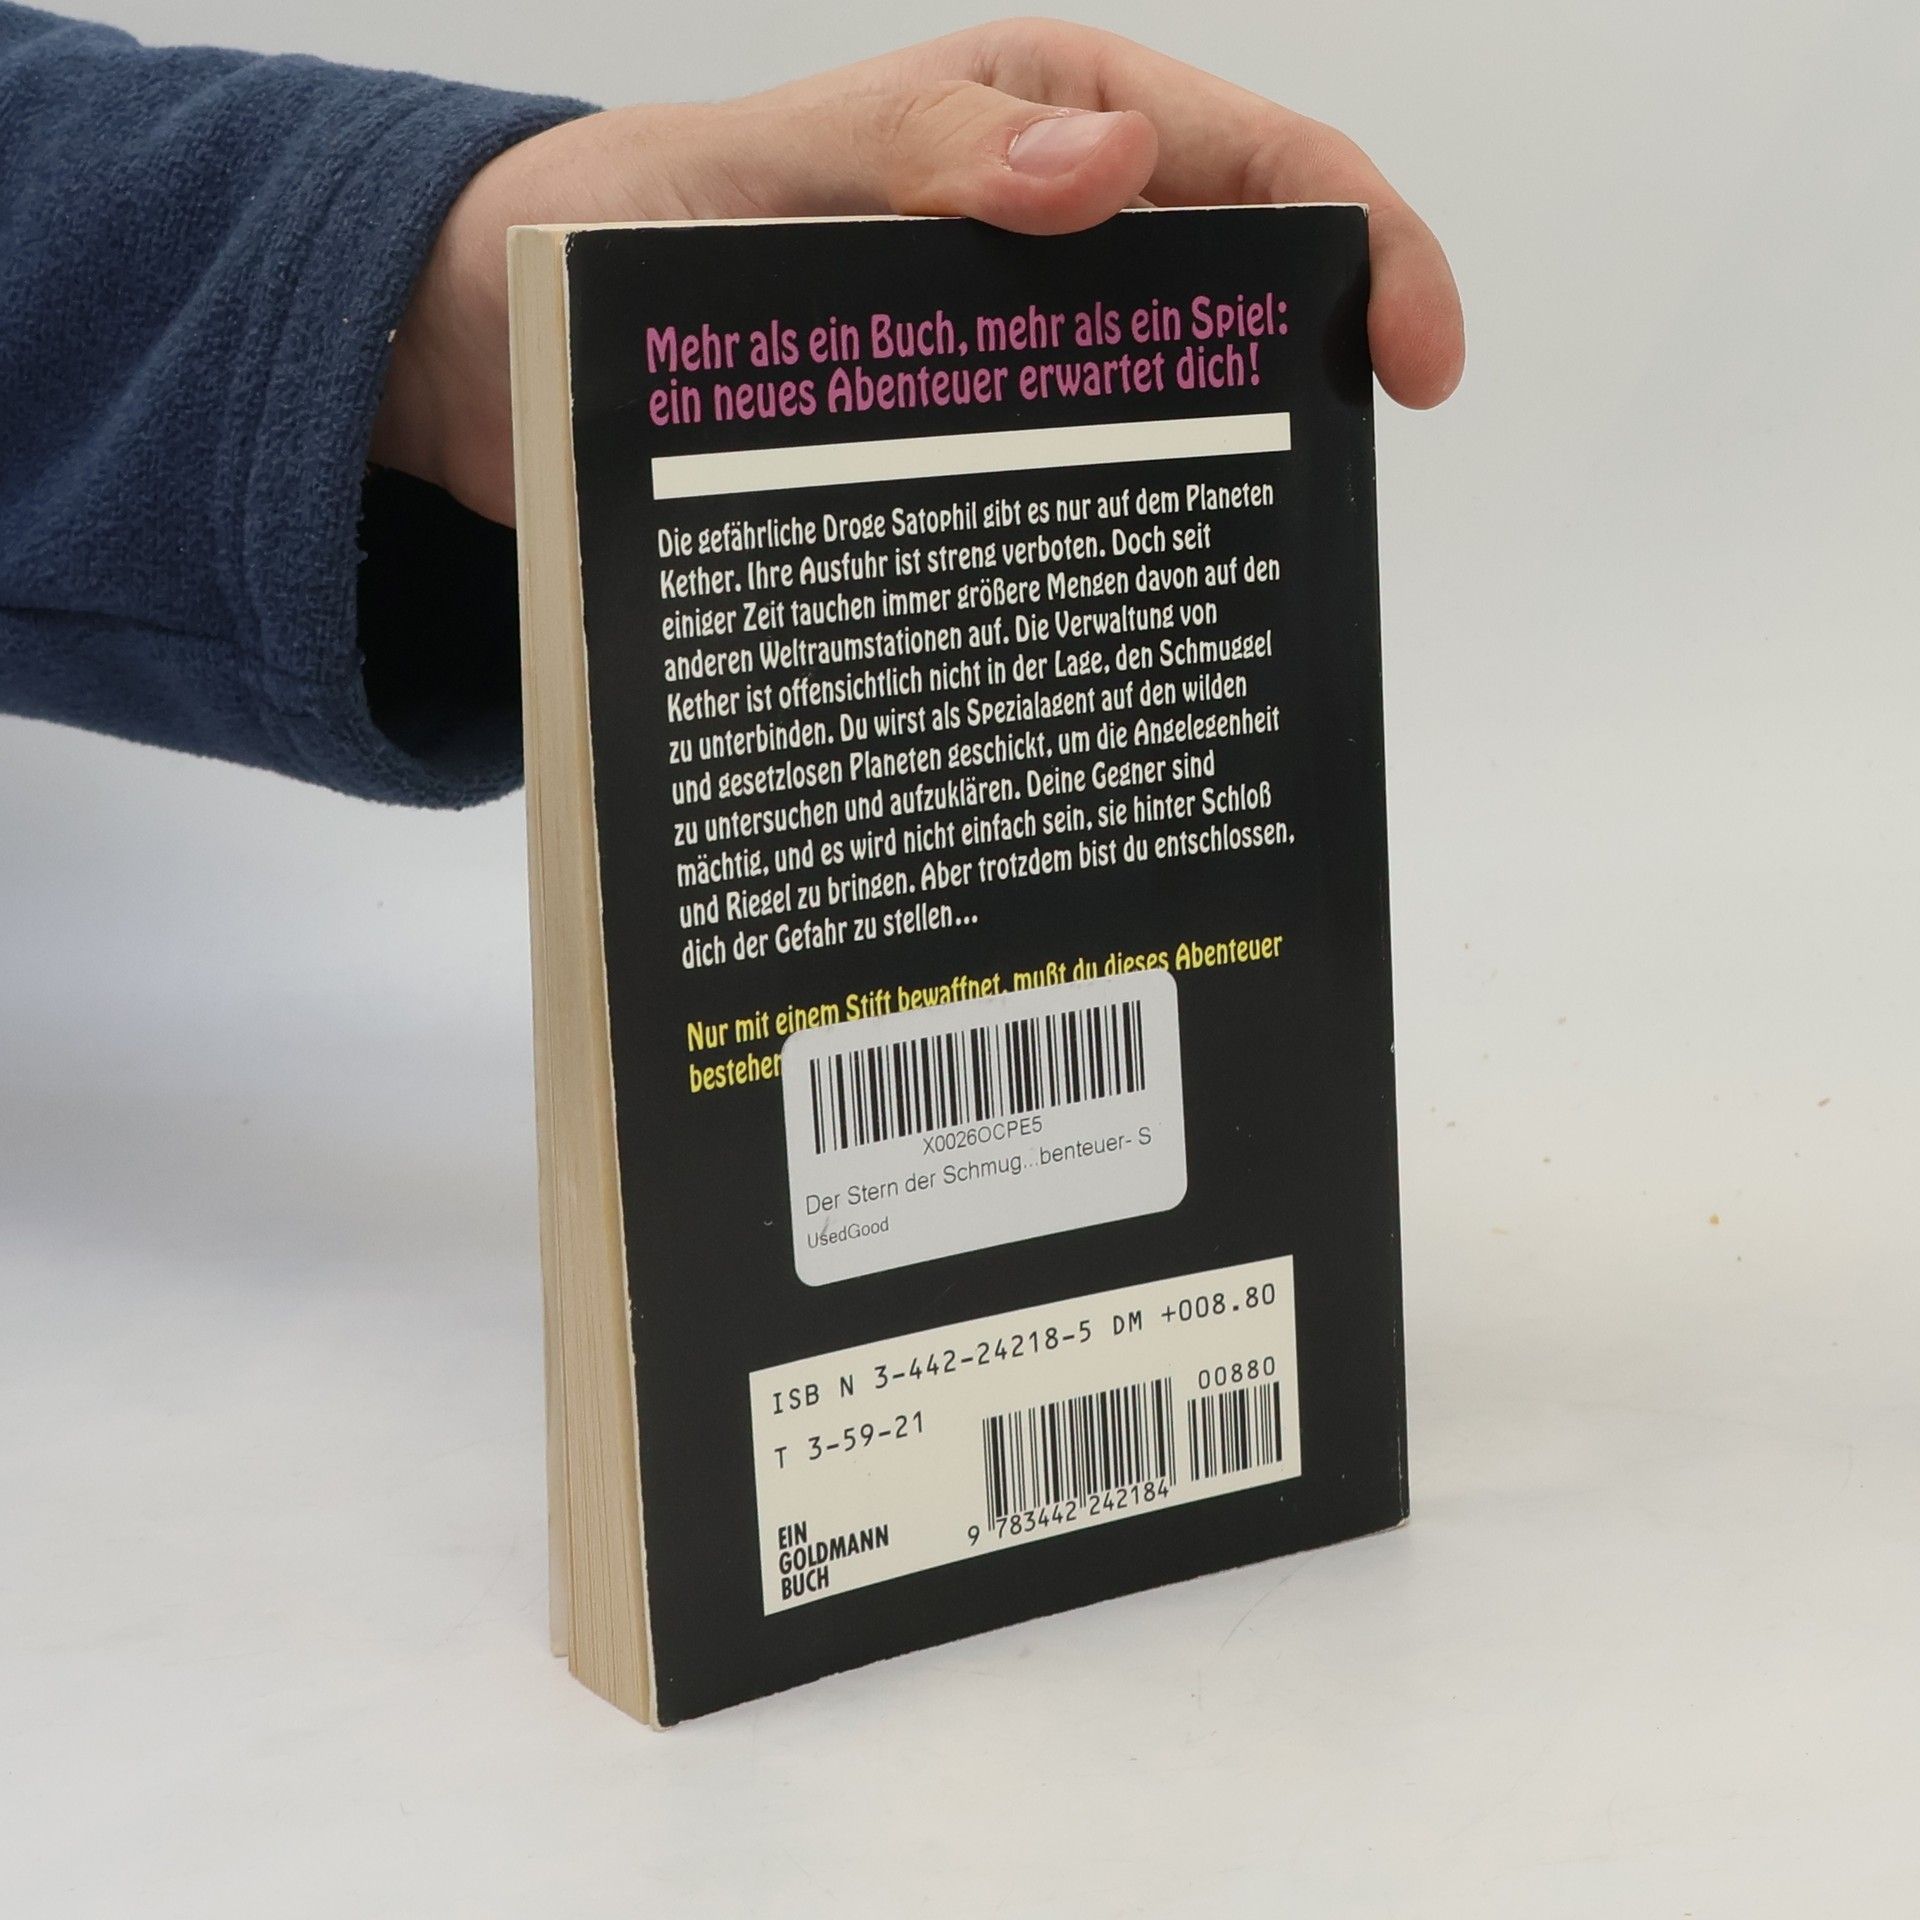 Mehr als ein Buch, mehr als ein Spiel:
ein neues Abenteuer erwartet dich!
Die gefährliche Droge Satophil gibt es nur auf dem Planeten
Kether. Ihre Ausfuhr ist streng verboten. Doch seit
einiger Zeit tauchen immer größere Mengen davon auf den
anderen Weltraumstationen auf. Die Verwaltung von
Kether ist offensichtlich nicht in der Lage, den Schmuggel
zu unterbinden. Du wirst als Spezialagent auf den wilden
und gesetzlosen Planeten geschickt, um die Angelegenheit
zu untersuchen und aufzuklären. Deine Gegner sind
mächtig, und es wird nicht einfach sein, sie hinter Schloß
und Riegel zu bringen. Aber trotzdem bist du entschlossen,
dich der Gefahr zu stellen...
Nur mit einem Stift bewaffnet, mußt du dieses Abenteuer
bestehen
X0026OCPE5
Der Stern der Schmug...benteuer- S
UsedGood
ISB N 3-442-24218-5 DM +008.80
T 3-59-21
00880
9 783442 242184
EIN
GOLDMANN
BUCH